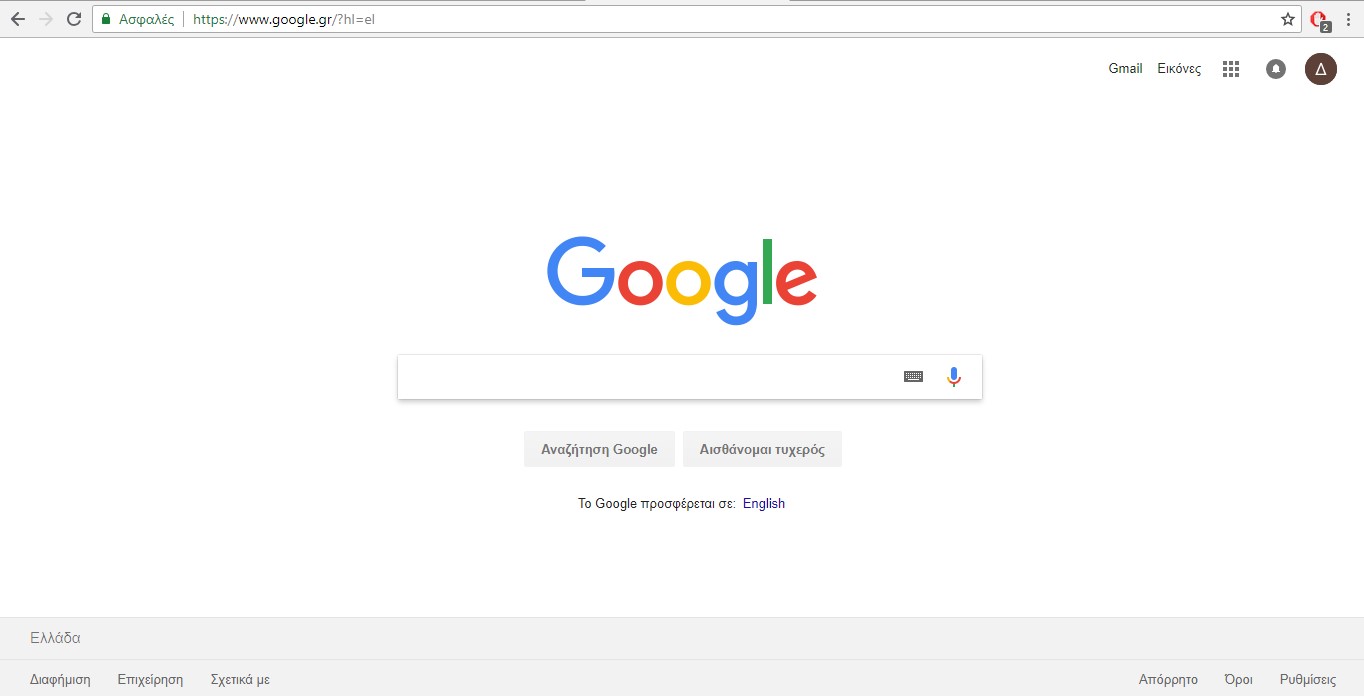 Ασφαλές https://www.google.gr/?hl=el
2
Gmail Εικόνες Δ
Google
Αναζήτηση Google Αισθάνομαι τυχερός
Το Google προσφέρεται σε: English
Ελλάδα
Διαφήμιση Επιχείρηση Σχετικά με Απόρρητο Όροι Ρυθμίσεις